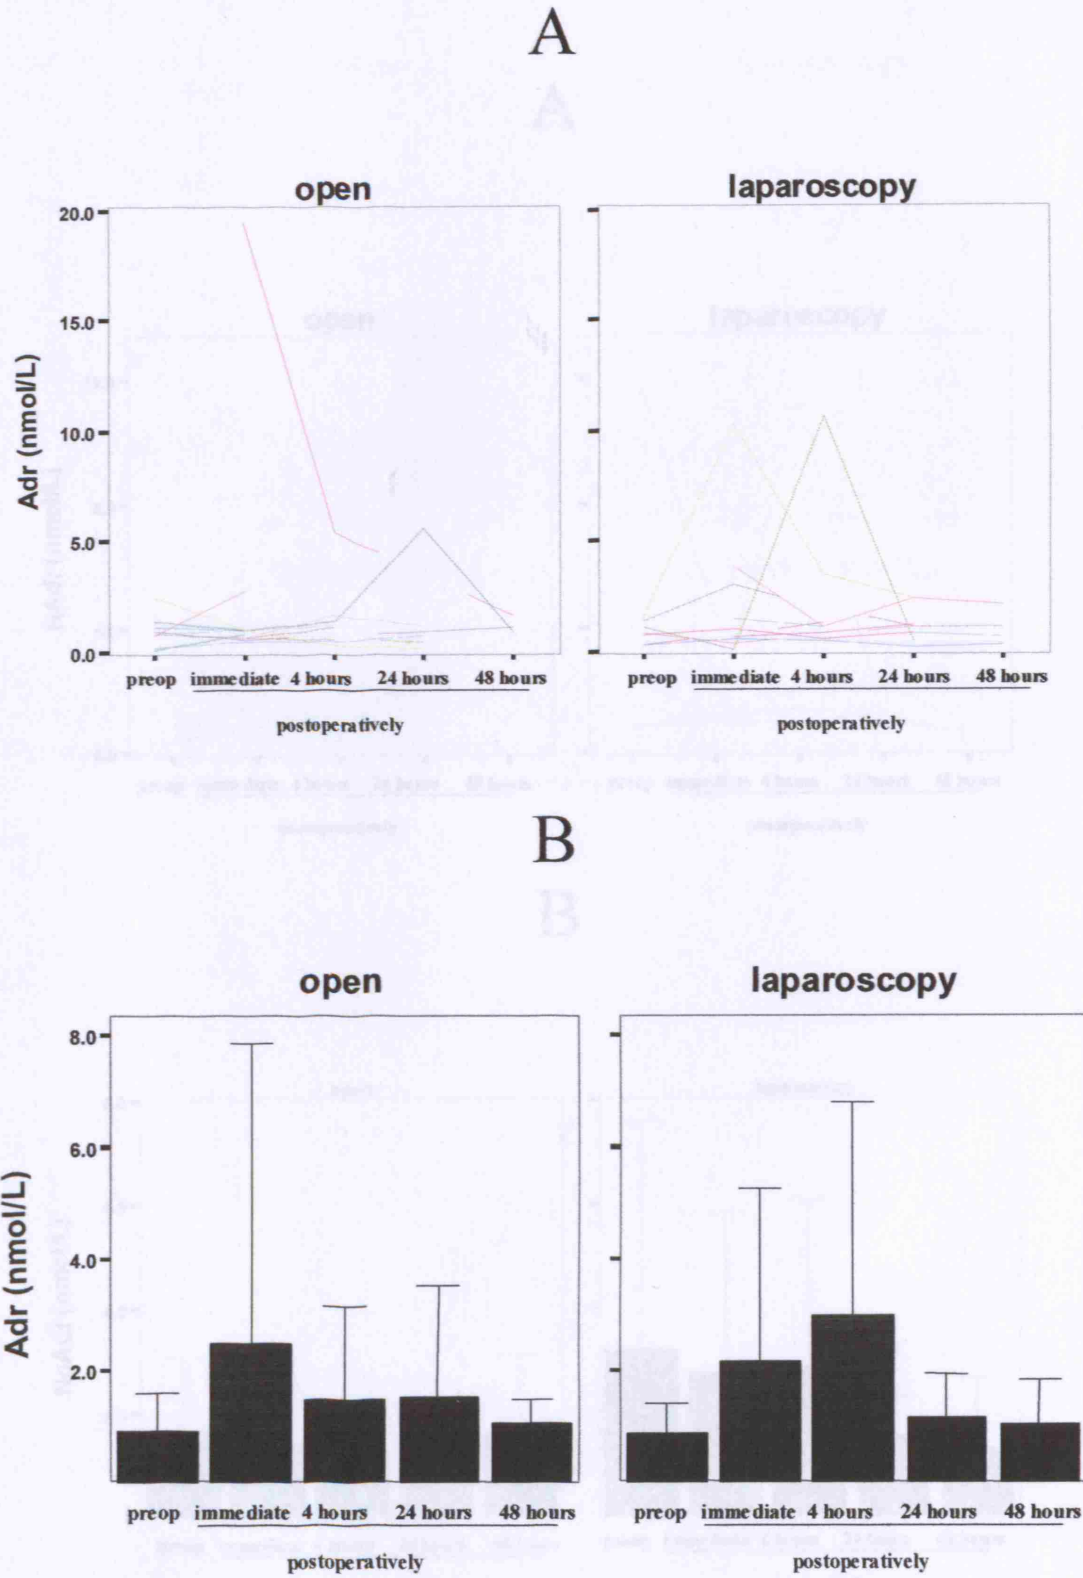 A
open
laparoscopy
Adr (nmol/L)
20.0
15.0
10.0
5.0
0.0
preop immediate 4 hours 24 hours 48 hours
postoperatively
preop immediate 4 hours 24 hours 48 hours
postoperatively
B
open
laparoscopy
Adr (nmol/L)
8.0
6.0
4.0
2.0
preop immediate 4 hours 24 hours 48 hours
postoperatively
preop immediate 4 hours 24 hours 48 hours
postoperatively